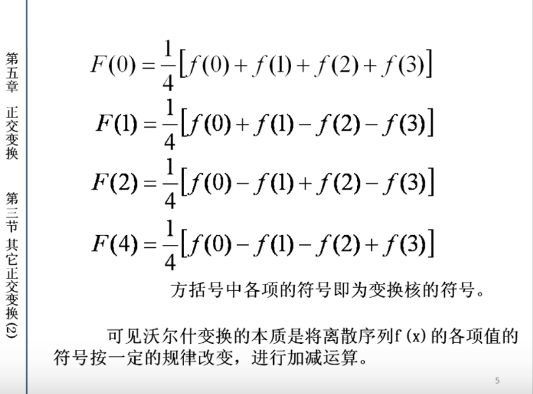 第五章 正交变换 第三节 其它正交变换(2)
F(0) = 1/4 [f(0) + f(1) + f(2) + f(3)]
F(1) = 1/4 [f(0) + f(1) − f(2) − f(3)]
F(2) = 1/4 [f(0) − f(1) + f(2) − f(3)]
F(4) = 1/4 [f(0) − f(1) − f(2) + f(3)]
方括号中各项的符号即为变换核的符号。
可见沃尔什变换的本质是将离散序列f(x)的各项值的
符号按一定的规律改变，进行加减运算。
5